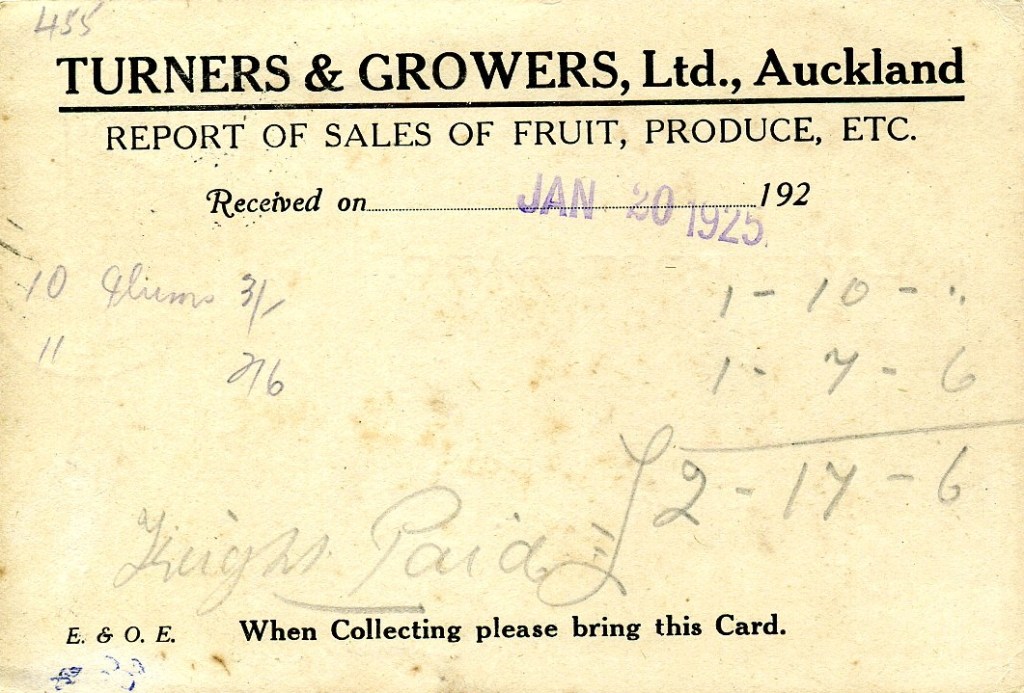 455
TURNERS & GROWERS, Ltd., Auckland
REPORT OF SALES OF FRUIT, PRODUCE, ETC.
Received on JAN 20 1925 192
10 3/- 1 - 10 - "
11 2/6 1 - 7 - 6
£ 2 - 17 - 6
Freight Paid
E. & O. E. When Collecting please bring this Card.